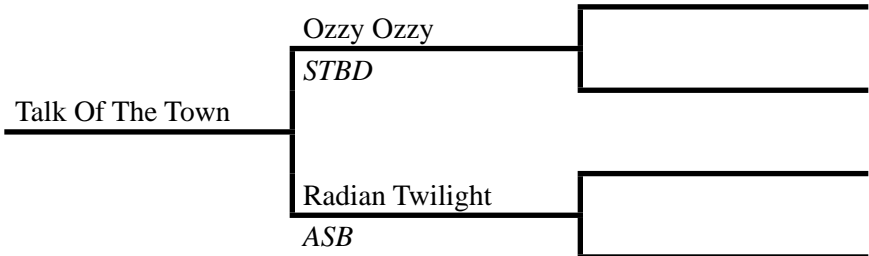 Ozzy Ozzy
STBD
Talk Of The Town
Radian Twilight
ASB